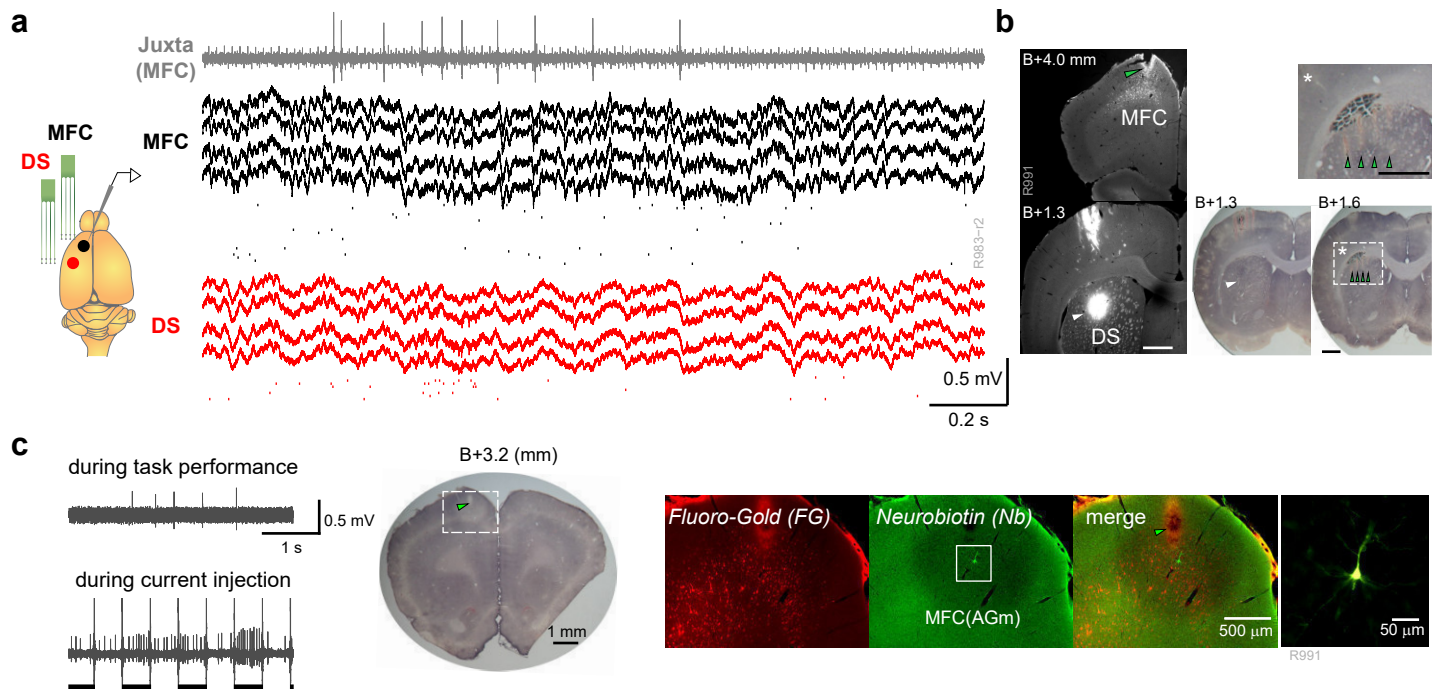 a
Juxta
(MFC)
MFC
DS
MFC
DS
R983-r2
0.5 mV
0.2 s
b
B+4.0 mm
MFC
R991
B+1.3
DS
*
B+1.3
B+1.6
*
c
during task performance
0.5 mV
1 s
during current injection
B+3.2 (mm)
1 mm
Fluoro-Gold (FG)
Neurobiotin (Nb)
merge
MFC(AGm)
500 μm
50 μm
R991